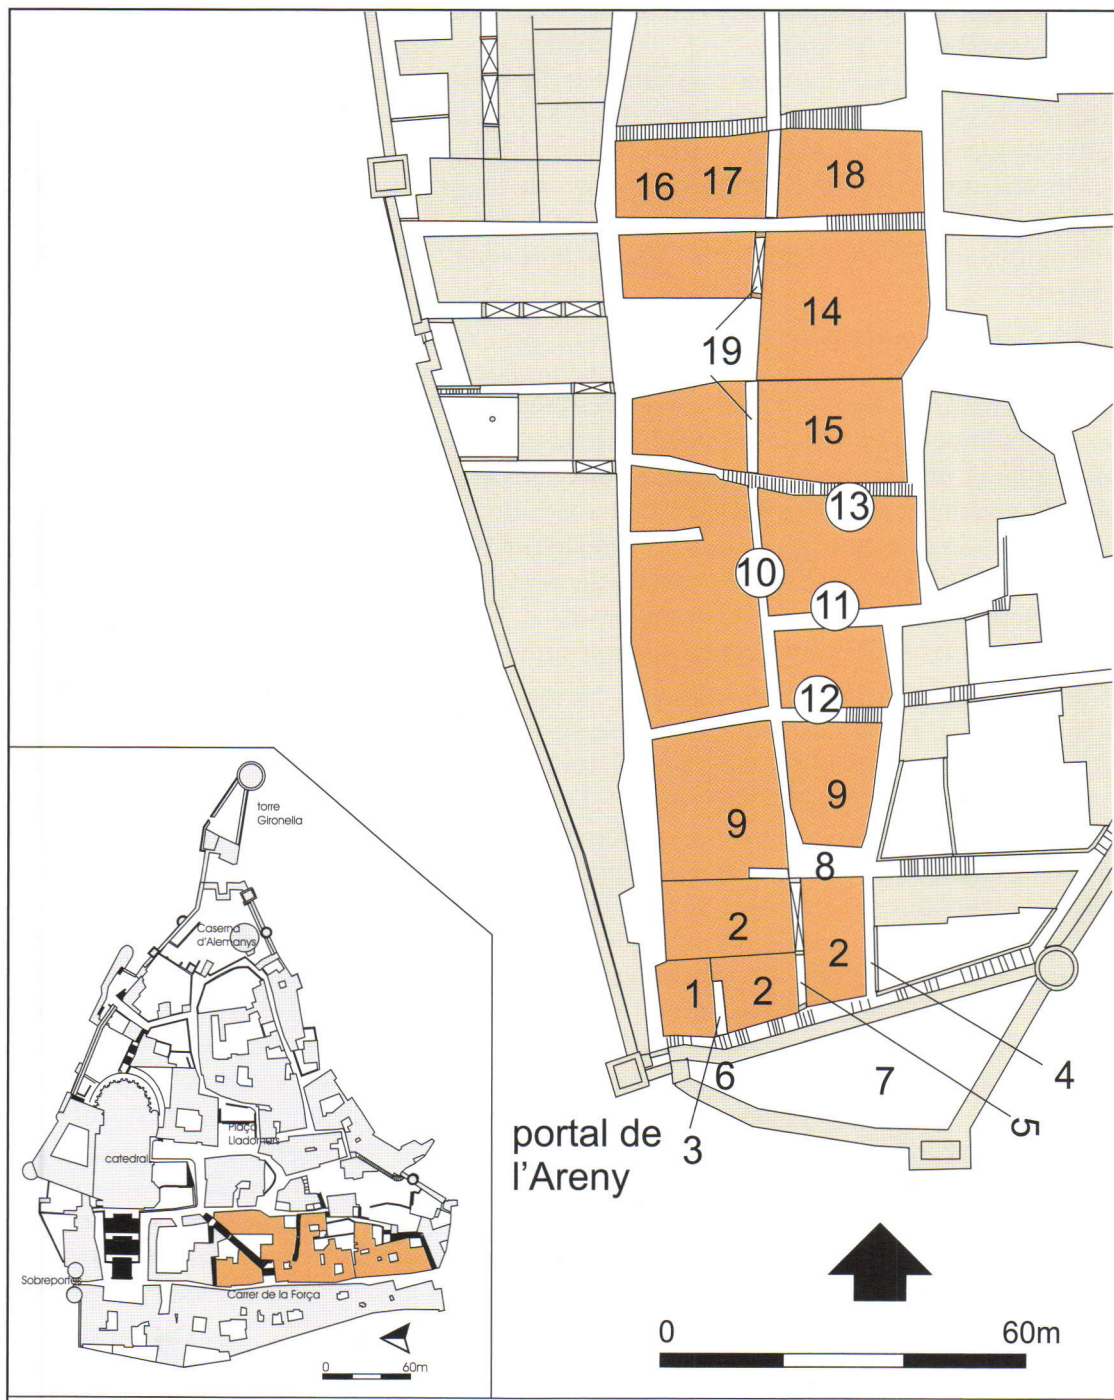 16
17
18
14
19
15
13
10
11
12
9
9
8
2
2
1
2
6
7
4
portal de
l'Areny
3
5
0
60m
torre
Gironella
Caserna
d'Alemanys
Plaça
Lladoners
catedral
Sobreportes
Carrer de la Força
0
60m